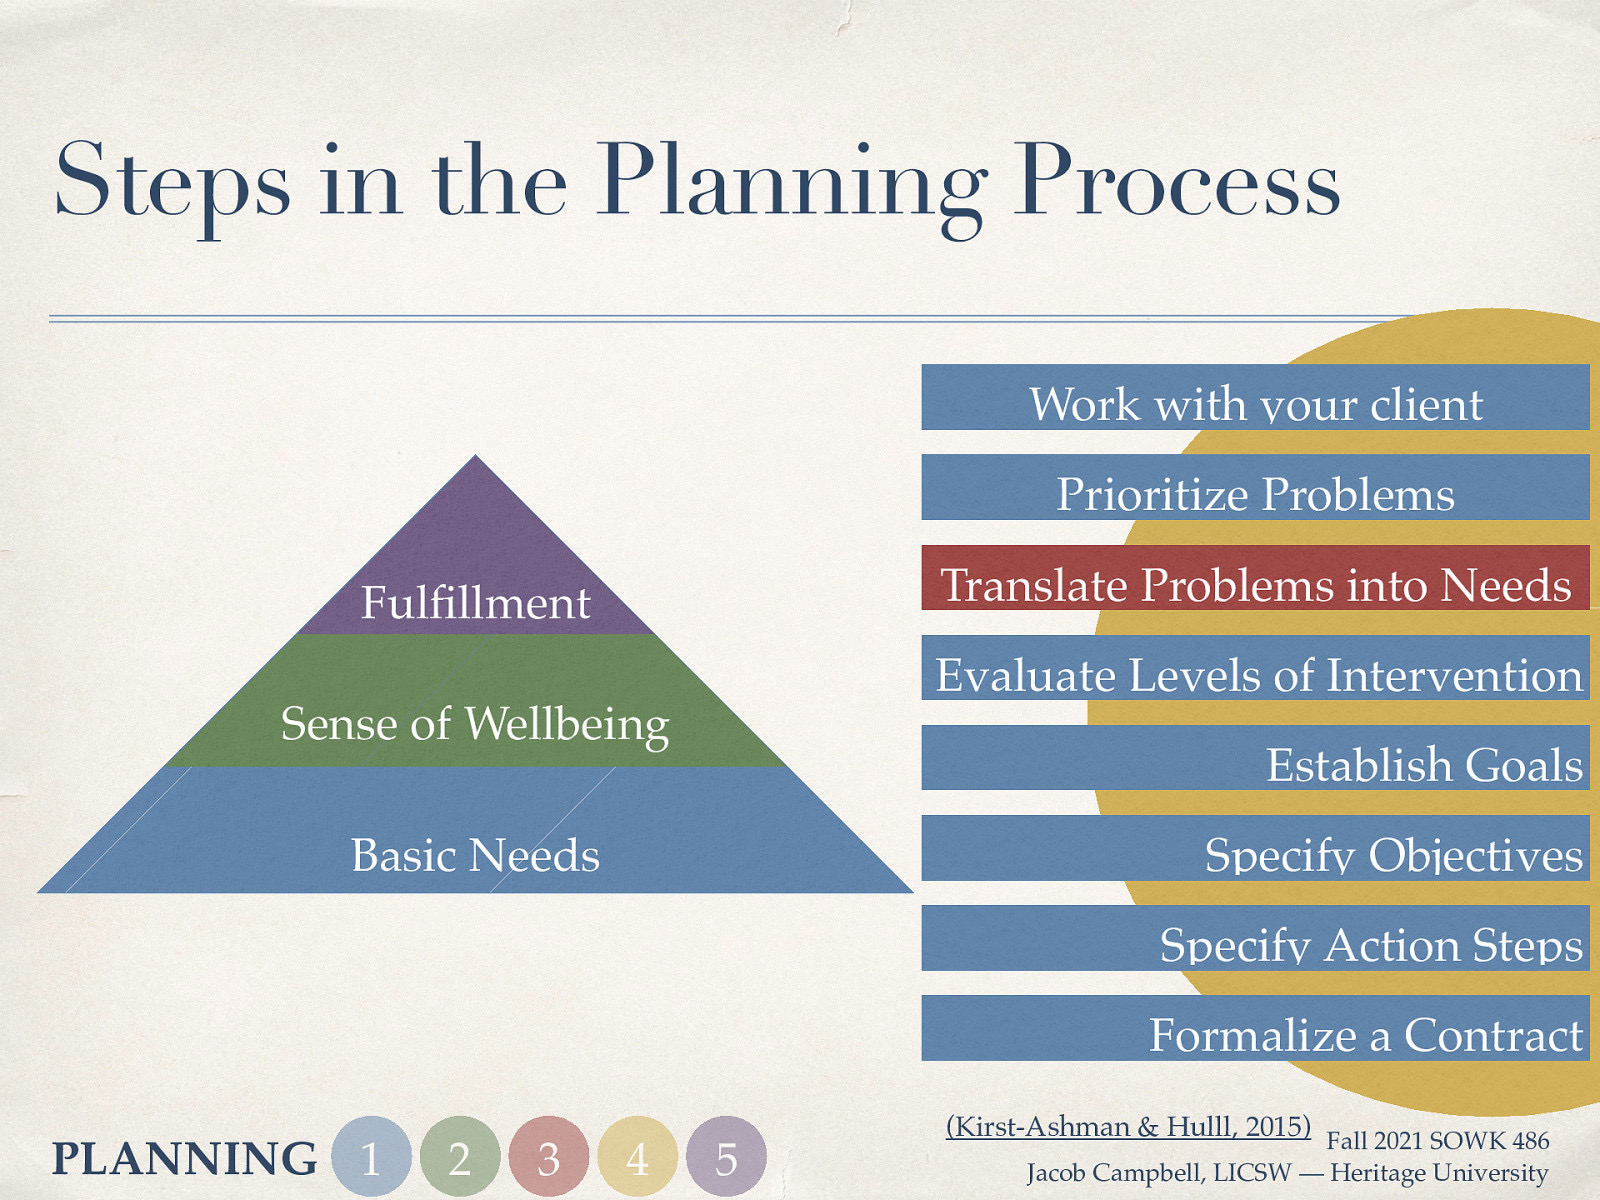 Steps in the Planning Process
Fulfillment
Sense of Wellbeing
Basic Needs
Work with your client
Prioritize Problems
Translate Problems into Needs
Evaluate Levels of Intervention
Establish Goals
Specify Objectives
Specify Action Steps
Formalize a Contract
PLANNING 1 2 3 4 5
(Kirst-Ashman & Hulll, 2015)
Fall 2021 SOWK 486
Jacob Campbell, LICSW — Heritage University